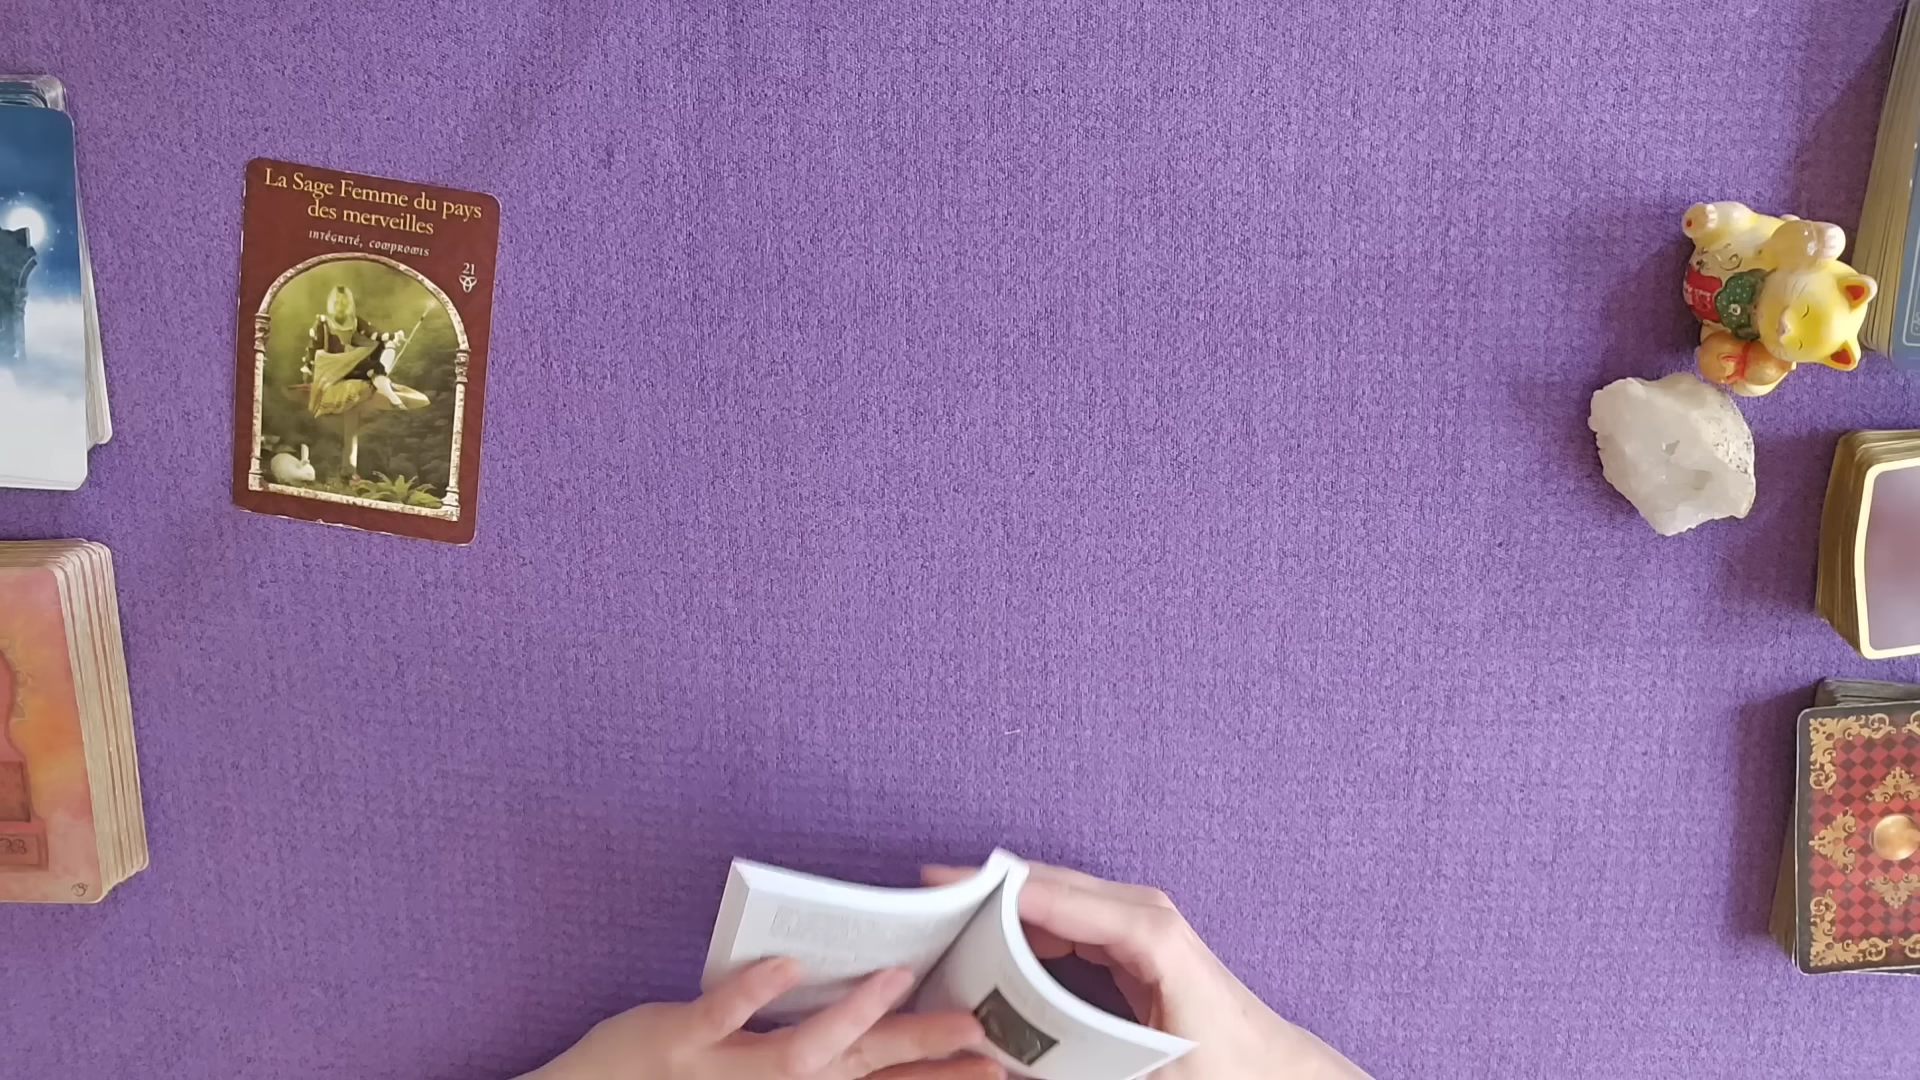 La Sage Femme du pays
des merveilles
intégrité, compromis
21